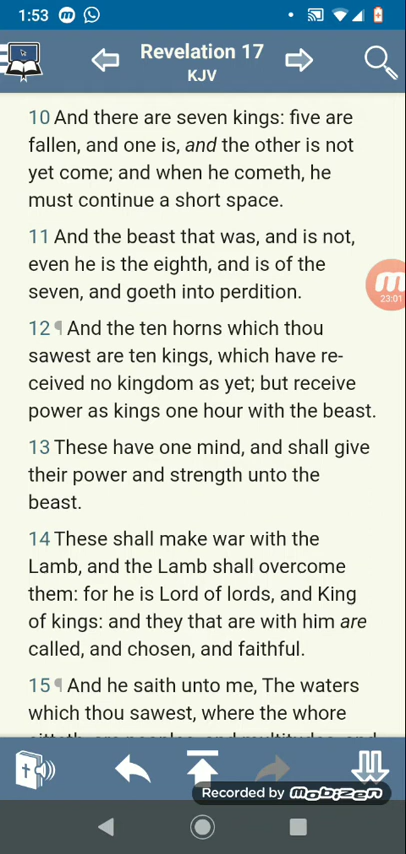 1:53
Revelation 17
KJV
10 And there are seven kings: five are
fallen, and one is, and the other is not
yet come; and when he cometh, he
must continue a short space.
11 And the beast that was, and is not,
even he is the eighth, and is of the
seven, and goeth into perdition.
12 ¶ And the ten horns which thou
sawest are ten kings, which have re-
ceived no kingdom as yet; but receive
power as kings one hour with the beast.
13 These have one mind, and shall give
their power and strength unto the
beast.
14 These shall make war with the
Lamb, and the Lamb shall overcome
them: for he is Lord of lords, and King
of kings: and they that are with him are
called, and chosen, and faithful.
15 ¶ And he saith unto me, The waters
which thou sawest, where the whore
23:01
Recorded by mobizen